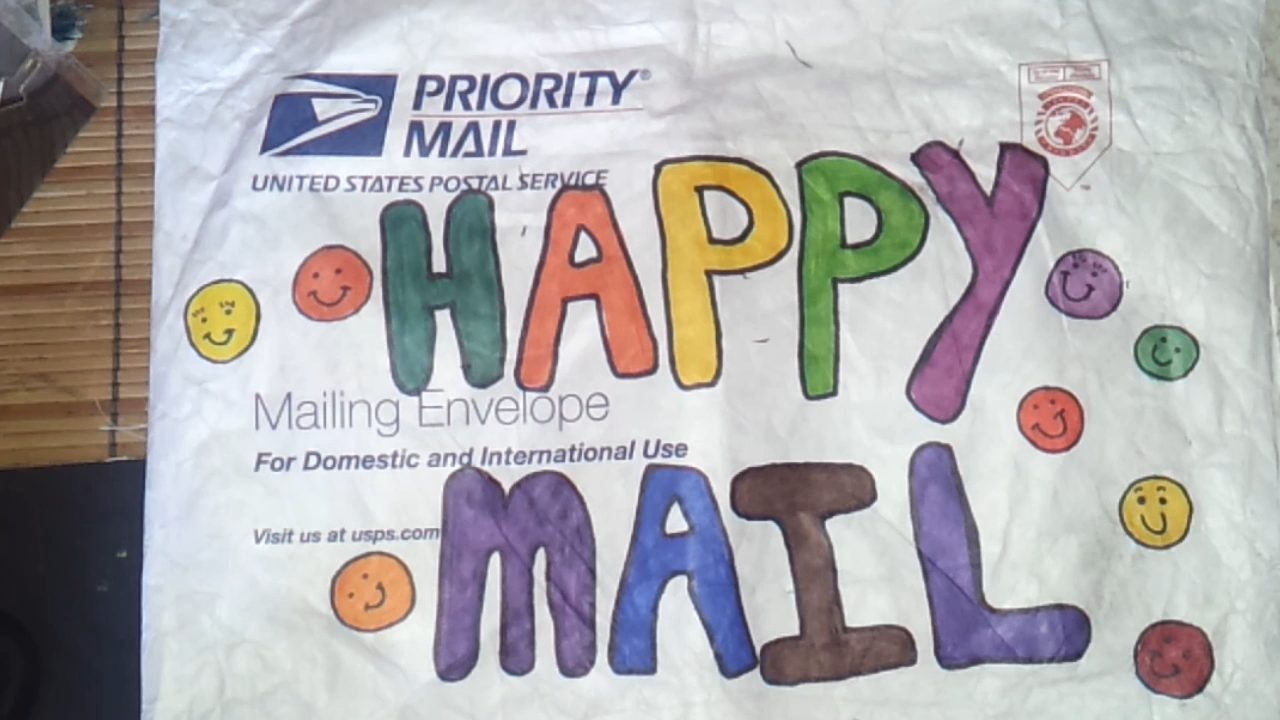 PRIORITY®
MAIL
UNITED STATES POSTAL SERVICE
HAPPY
Mailing Envelope
For Domestic and International Use
MAIL
Visit us at usps.com